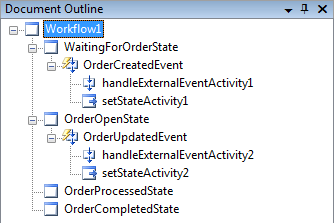 Document Outline
Workflow1
WaitingForOrderState
OrderCreatedEvent
handleExternalEventActivity1
setStateActivity1
OrderOpenState
OrderUpdatedEvent
handleExternalEventActivity2
setStateActivity2
OrderProcessedState
OrderCompletedState